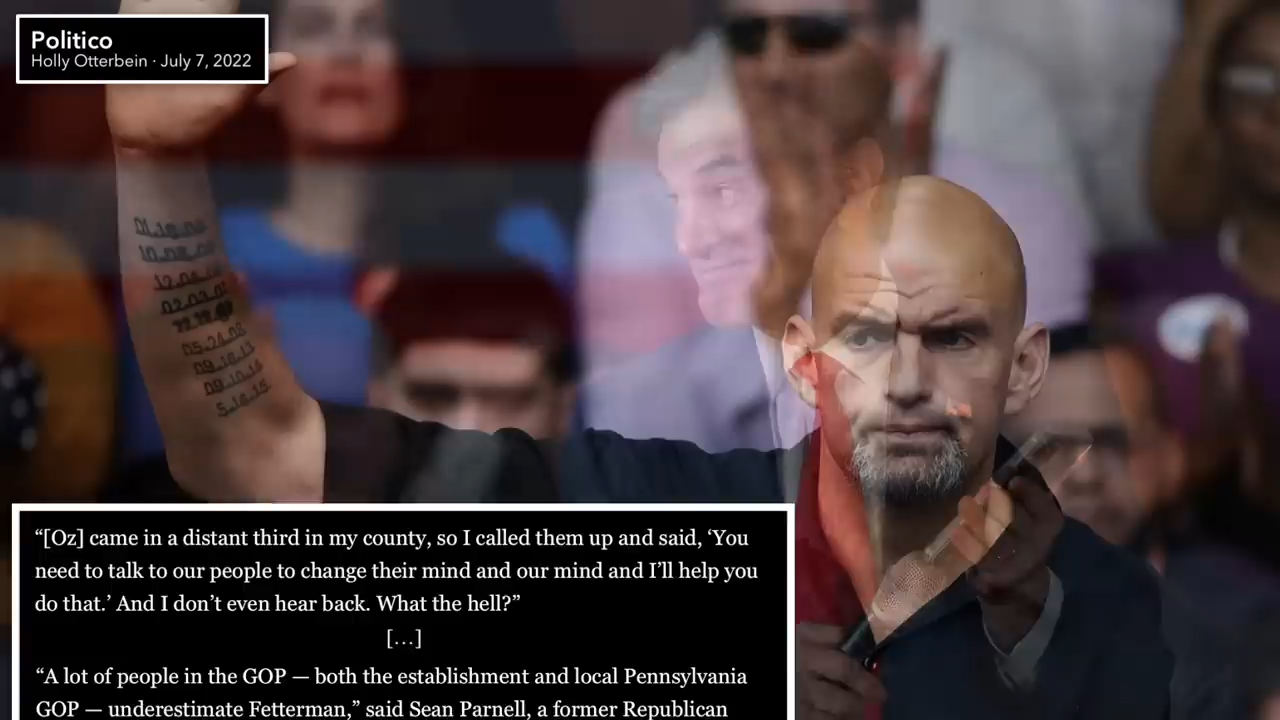 Politico
Holly Otterbein · July 7, 2022
“[Oz] came in a distant third in my county, so I called them up and said, ‘You
need to talk to our people to change their mind and our mind and I’ll help you
do that.’ And I don’t even hear back. What the hell?”
[…]
“A lot of people in the GOP — both the establishment and local Pennsylvania
GOP — underestimate Fetterman,” said Sean Parnell, a former Republican